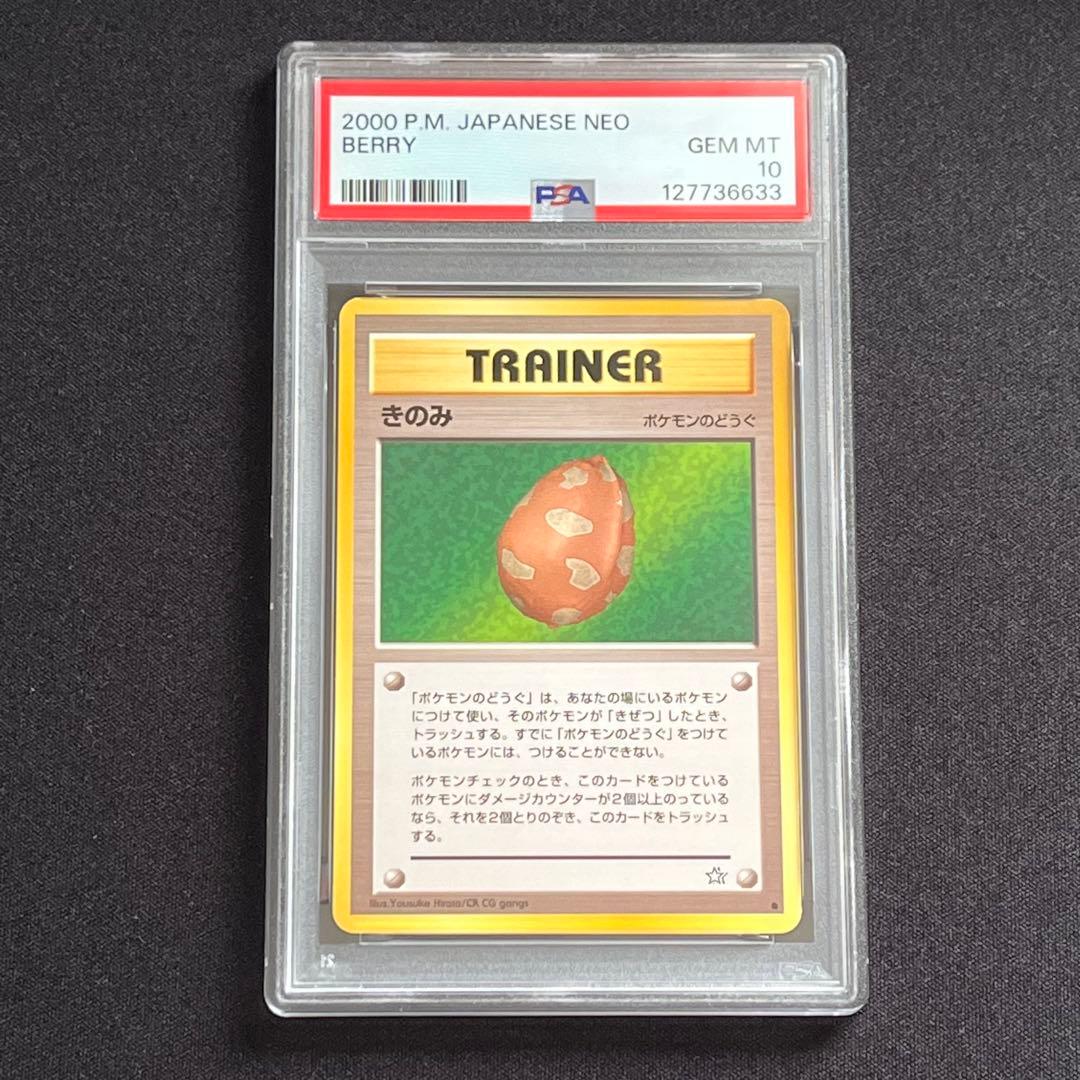 2000 P.M. JAPANESE NEO
BERRY
GEM MT
10
PSA
127736633
TRAINER
きのみ
ポケモンのどうぐ
「ポケモンのどうぐ」は、あなたの場にいるポケモン
につけて使い、そのポケモンが「きぜつ」したとき、
トラッシュする。すでに「ポケモンのどうぐ」をつけて
いるポケモンには、つけることができない。
ポケモンチェックのとき、このカードをつけている
ポケモンにダメージカウンターが2個以上のっている
なら、それを2個とりのぞき、このカードをトラッシュ
する。
Illus.Yousuke Hirata/CR CG gangs